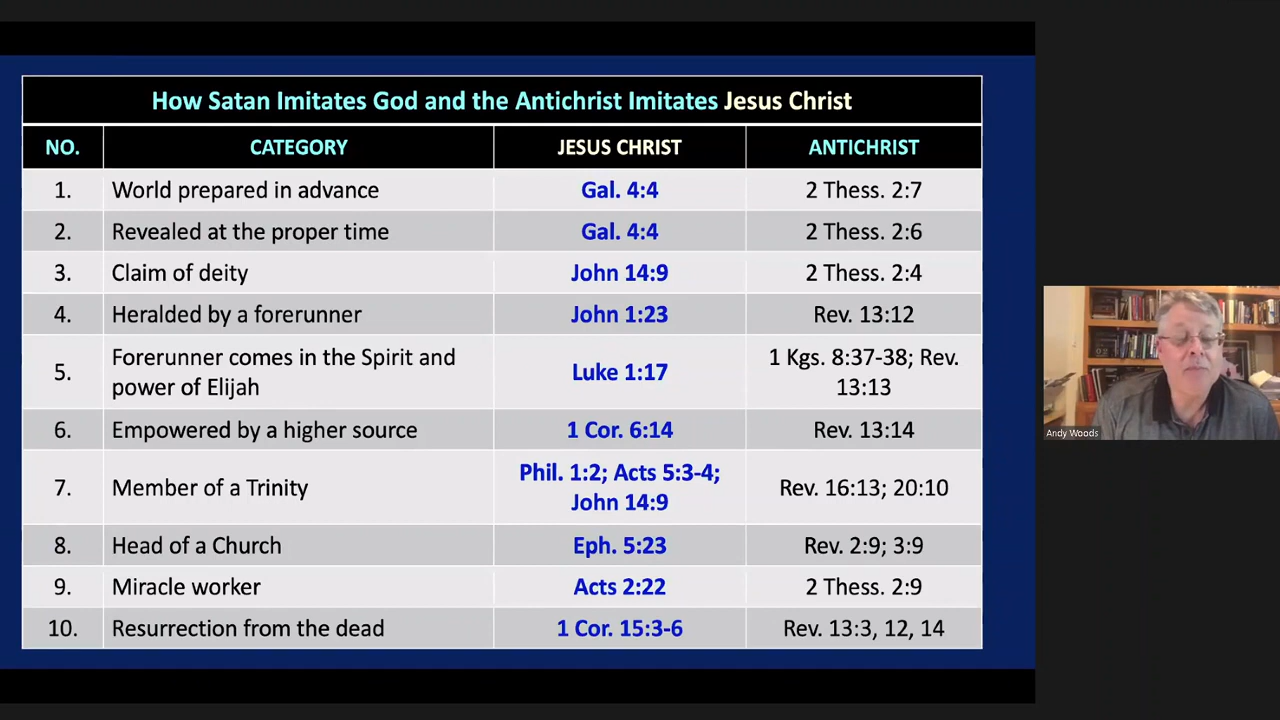 How Satan Imitates God and the Antichrist Imitates Jesus Christ
NO. CATEGORY JESUS CHRIST ANTICHRIST
1. World prepared in advance Gal. 4:4 2 Thess. 2:7
2. Revealed at the proper time Gal. 4:4 2 Thess. 2:6
3. Claim of deity John 14:9 2 Thess. 2:4
4. Heralded by a forerunner John 1:23 Rev. 13:12
5. Forerunner comes in the Spirit and power of Elijah Luke 1:17 1 Kgs. 8:37-38; Rev. 13:13
6. Empowered by a higher source 1 Cor. 6:14 Rev. 13:14
7. Member of a Trinity Phil. 1:2; Acts 5:3-4; John 14:9 Rev. 16:13; 20:10
8. Head of a Church Eph. 5:23 Rev. 2:9; 3:9
9. Miracle worker Acts 2:22 2 Thess. 2:9
10. Resurrection from the dead 1 Cor. 15:3-6 Rev. 13:3, 12, 14
Andy Woods